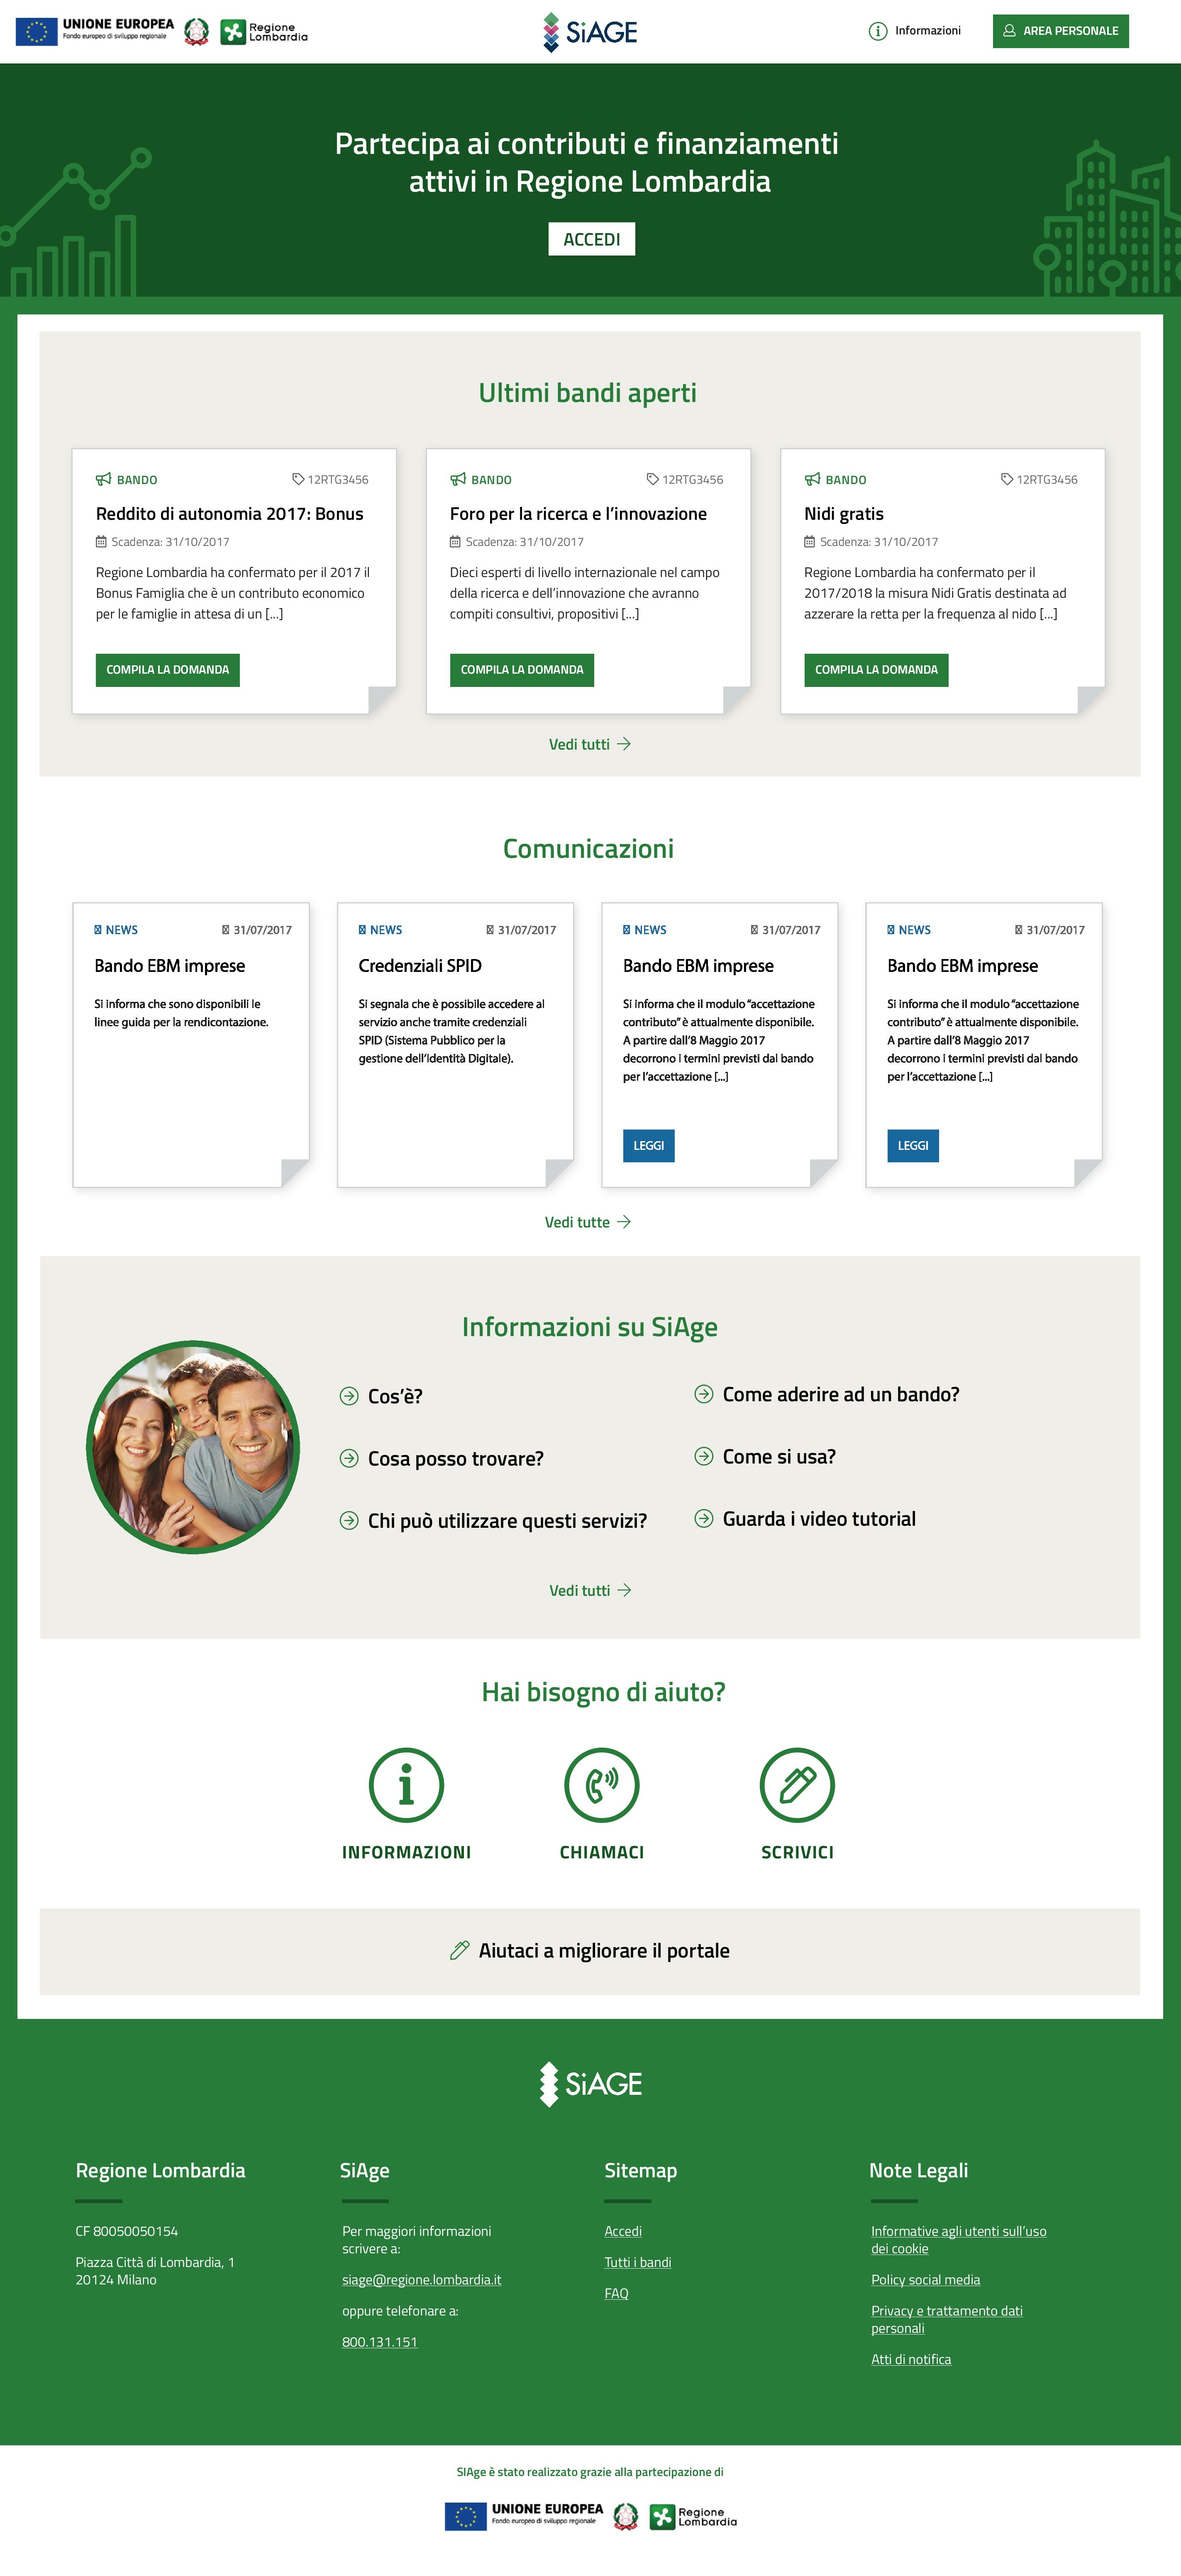 UNIONE EUROPEA
Fondo europeo di sviluppo regionale
Regione
Lombardia
SiAGE
Informazioni
AREA PERSONALE
Partecipa ai contributi e finanziamenti
attivi in Regione Lombardia
ACCEDI
Ultimi bandi aperti
BANDO 12RTG3456
Reddito di autonomia 2017: Bonus
Scadenza: 31/10/2017
Regione Lombardia ha confermato per il 2017 il
Bonus Famiglia che è un contributo economico
per le famiglie in attesa di un [...]
COMPILA LA DOMANDA
BANDO 12RTG3456
Foro per la ricerca e l’innovazione
Scadenza: 31/10/2017
Dieci esperti di livello internazionale nel campo
della ricerca e dell’innovazione che avranno
compiti consultivi, propositivi [...]
COMPILA LA DOMANDA
BANDO 12RTG3456
Nidi gratis
Scadenza: 31/10/2017
Regione Lombardia ha confermato per il
2017/2018 la misura Nidi Gratis destinata ad
azzerare la retta per la frequenza al nido [...]
COMPILA LA DOMANDA
Vedi tutti
Comunicazioni
NEWS 31/07/2017
Bando EBM imprese
Si informa che sono disponibili le
linee guida per la rendicontazione.
NEWS 31/07/2017
Credenziali SPID
Si segnala che è possibile accedere al
servizio anche tramite credenziali
SPID (Sistema Pubblico per la
gestione dell’Identità Digitale).
NEWS 31/07/2017
Bando EBM imprese
Si informa che il modulo “accettazione
contributo” è attualmente disponibile.
A partire dall’8 Maggio 2017
decorrono i termini previsti dal bando
per l’accettazione [...]
LEGGI
NEWS 31/07/2017
Bando EBM imprese
Si informa che il modulo “accettazione
contributo” è attualmente disponibile.
A partire dall’8 Maggio 2017
decorrono i termini previsti dal bando
per l’accettazione [...]
LEGGI
Vedi tutte
Informazioni su SiAge
Cos’è?
Cosa posso trovare?
Chi può utilizzare questi servizi?
Come aderire ad un bando?
Come si usa?
Guarda i video tutorial
Vedi tutti
Hai bisogno di aiuto?
INFORMAZIONI
CHIAMACI
SCRIVICI
Aiutaci a migliorare il portale
SiAGE
Regione Lombardia
CF 80050050154
Piazza Città di Lombardia, 1
20124 Milano
SiAge
Per maggiori informazioni
scrivere a:
siage@regione.lombardia.it
oppure telefonare a:
800.131.151
Sitemap
Accedi
Tutti i bandi
FAQ
Note Legali
Informative agli utenti sull’uso
dei cookie
Policy social media
Privacy e trattamento dati
personali
Atti di notifica
SIAge è stato realizzato grazie alla partecipazione di
UNIONE EUROPEA
Fondo europeo di sviluppo regionale
Regione
Lombardia